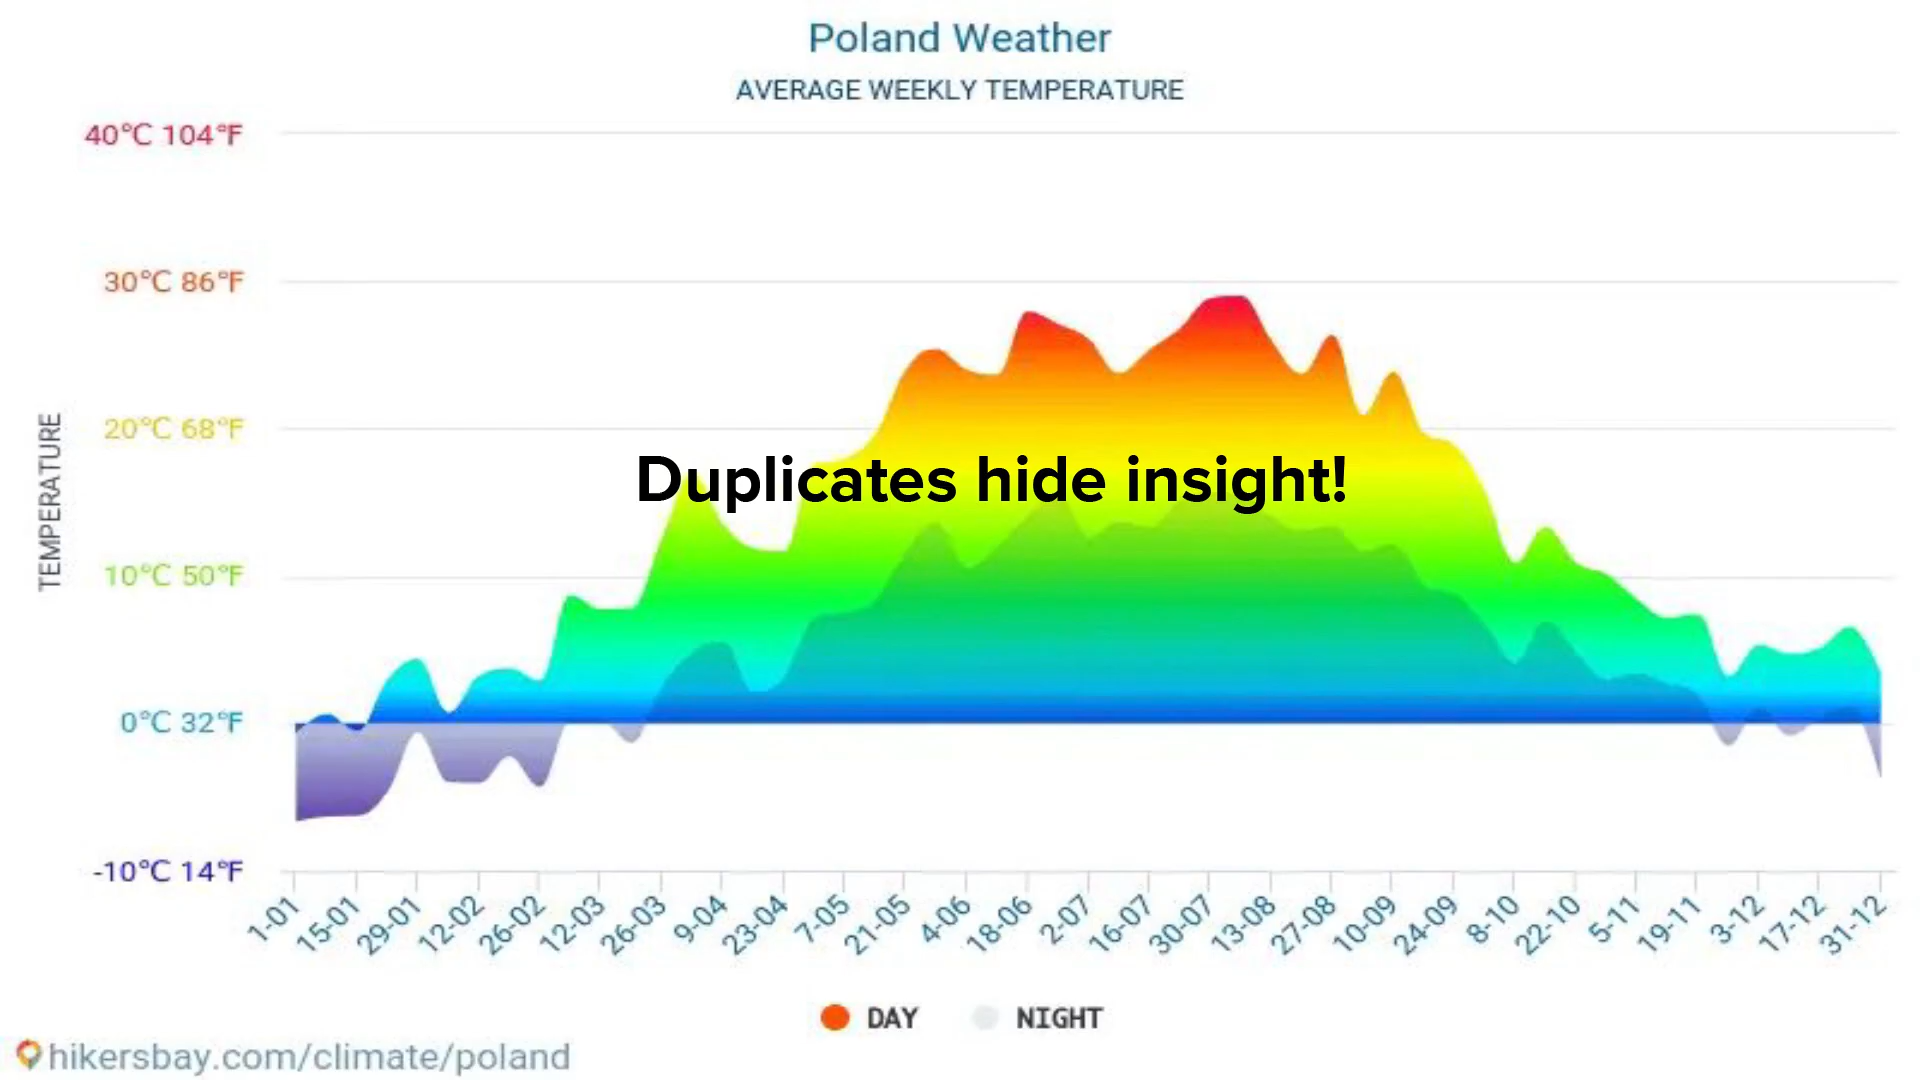 Poland Weather
AVERAGE WEEKLY TEMPERATURE
40°C 104°F
30°C 86°F
20°C 68°F
10°C 50°F
0°C 32°F
-10°C 14°F
TEMPERATURE
Duplicates hide insight!
1-01
15-01
29-01
12-02
26-02
12-03
26-03
9-04
23-04
7-05
21-05
4-06
18-06
2-07
16-07
30-07
13-08
27-08
10-09
24-09
8-10
22-10
5-11
19-11
3-12
17-12
31-12
DAY
NIGHT
hikersbay.com/climate/poland